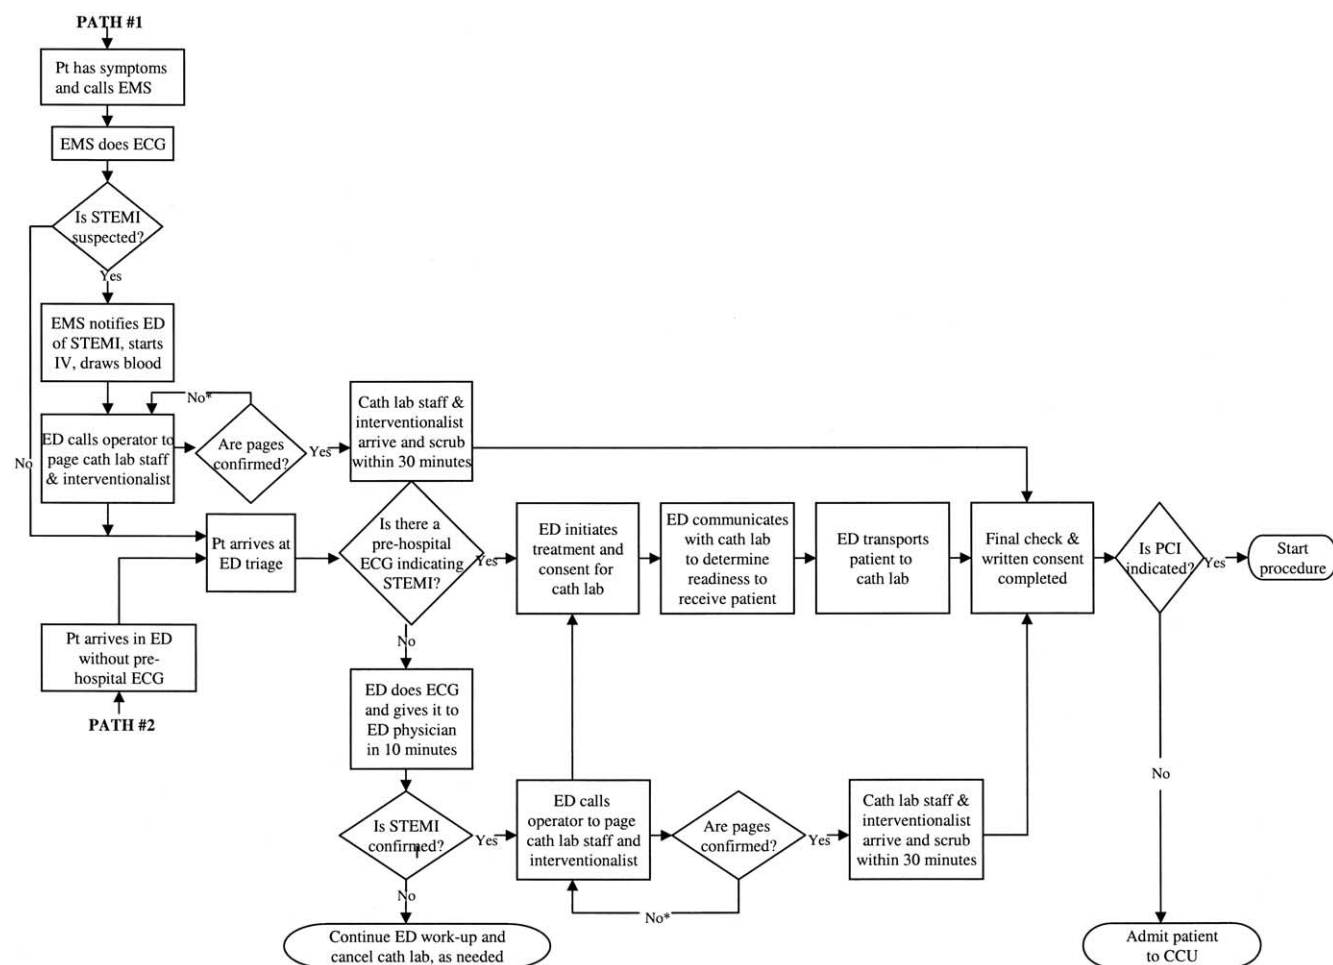 PATH #1
Pt has symptoms
and calls EMS
EMS does ECG
Is STEMI
suspected?
Yes
No
EMS notifies ED
of STEMI, starts
IV, draws blood
ED calls operator to
page cath lab staff
& interventionalist
No*
Are pages
confirmed?
Yes
Cath lab staff &
interventionalist
arrive and scrub
within 30 minutes
Pt arrives at
ED triage
Pt arrives in ED
without pre-
hospital ECG
PATH #2
Is there a
pre-hospital
ECG indicating
STEMI?
Yes
No
ED initiates
treatment and
consent for
cath lab
ED communicates
with cath lab
to determine
readiness to
receive patient
ED transports
patient to
cath lab
Final check &
written consent
completed
Is PCI
indicated?
Yes
Start
procedure
No
Admit patient
to CCU
ED does ECG
and gives it to
ED physician
in 10 minutes
Is STEMI
confirmed?
Yes
No
Continue ED work-up and
cancel cath lab, as needed
ED calls
operator to page
cath lab staff and
interventionalist
Are pages
confirmed?
No*
Yes
Cath lab staff &
interventionalist
arrive and scrub
within 30 minutes